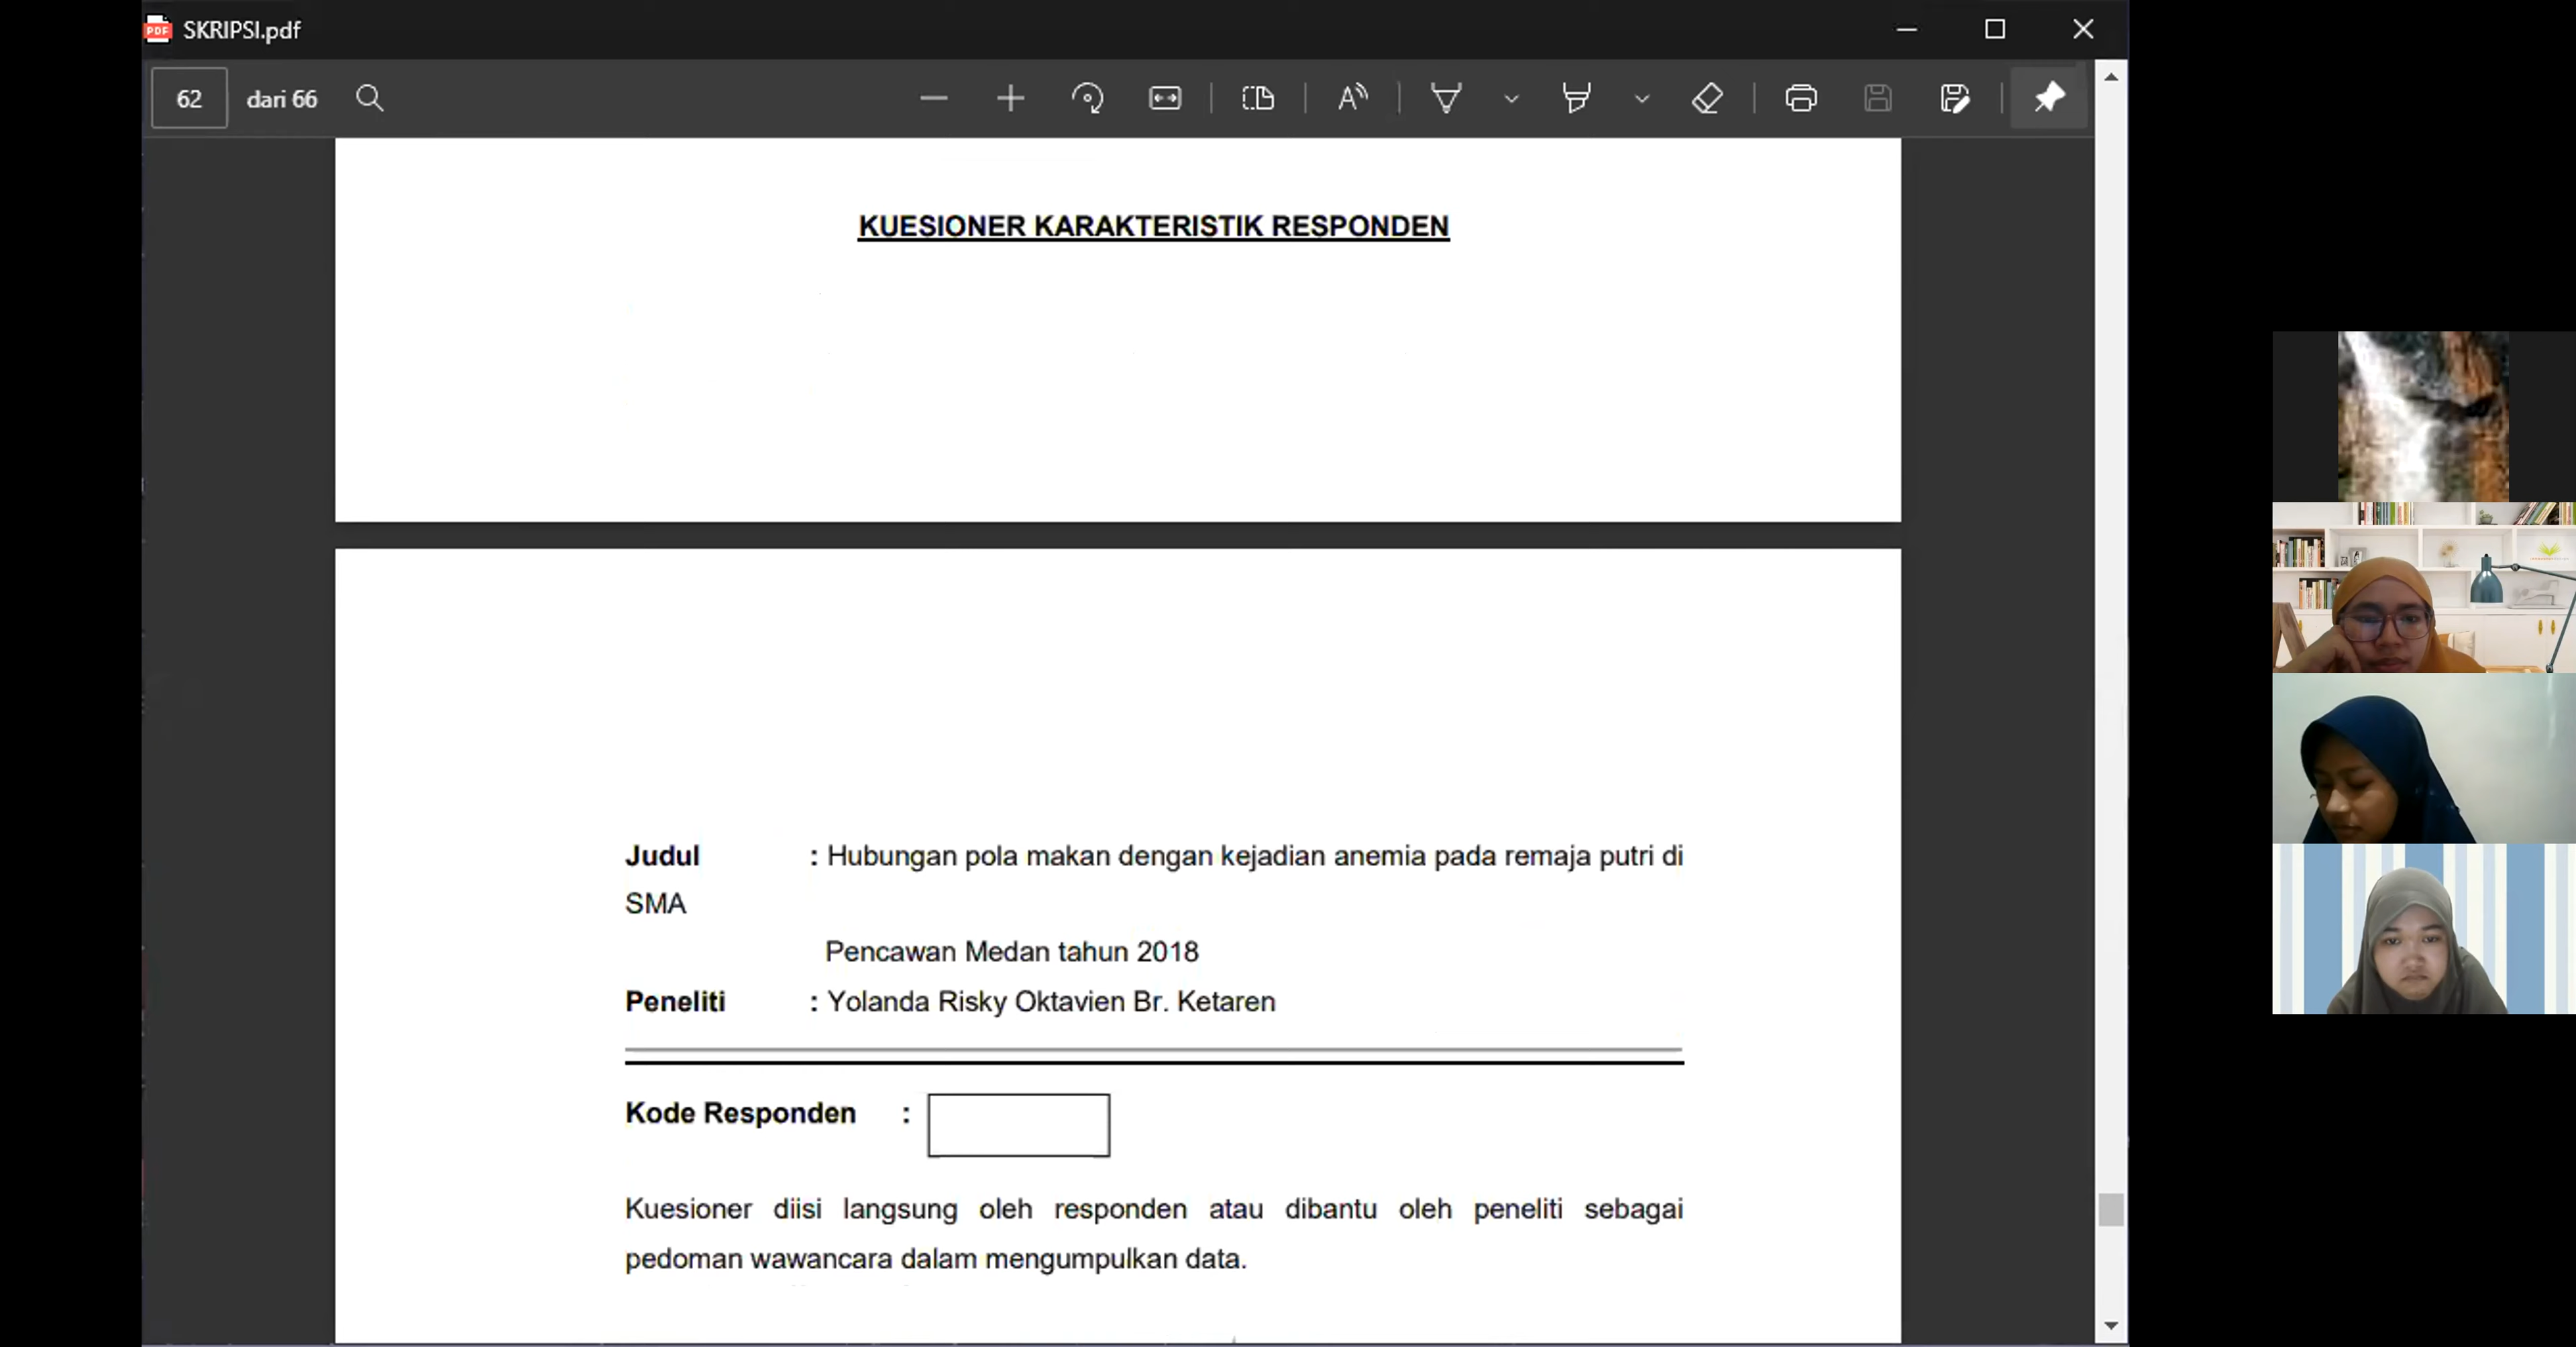 SKRIPSI.pdf
62 dari 66
KUESIONER KARAKTERISTIK RESPONDEN
Judul : Hubungan pola makan dengan kejadian anemia pada remaja putri di
SMA
Pencawan Medan tahun 2018
Peneliti : Yolanda Risky Oktavien Br. Ketaren
Kode Responden :
Kuesioner diisi langsung oleh responden atau dibantu oleh peneliti sebagai
pedoman wawancara dalam mengumpulkan data.